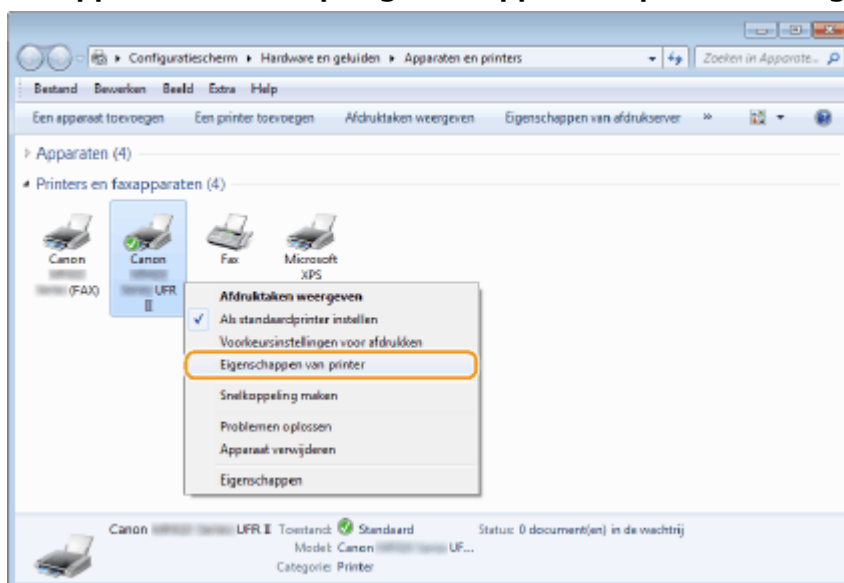 Configuratiescherm ▸ Hardware en geluiden ▸ Apparaten en printers
Zoeken in Apparate...
Bestand Bewerken Beeld Extra Help
Een apparaat toevoegen Een printer toevoegen Afdruktaken weergeven Eigenschappen van afdrukserver »
Apparaten (4)
Printers en faxapparaten (4)
Canon
(FAX)
Canon
UFR
II
Fax
Microsoft
XPS
Afdruktaken weergeven
Als standaardprinter instellen
Voorkeursinstellingen voor afdrukken
Eigenschappen van printer
Snelkoppeling maken
Problemen oplossen
Apparaat verwijderen
Eigenschappen
Canon UFR II Toestand: Standaard Status: 0 document(en) in de wachtrij
Model: Canon UF...
Categorie: Printer